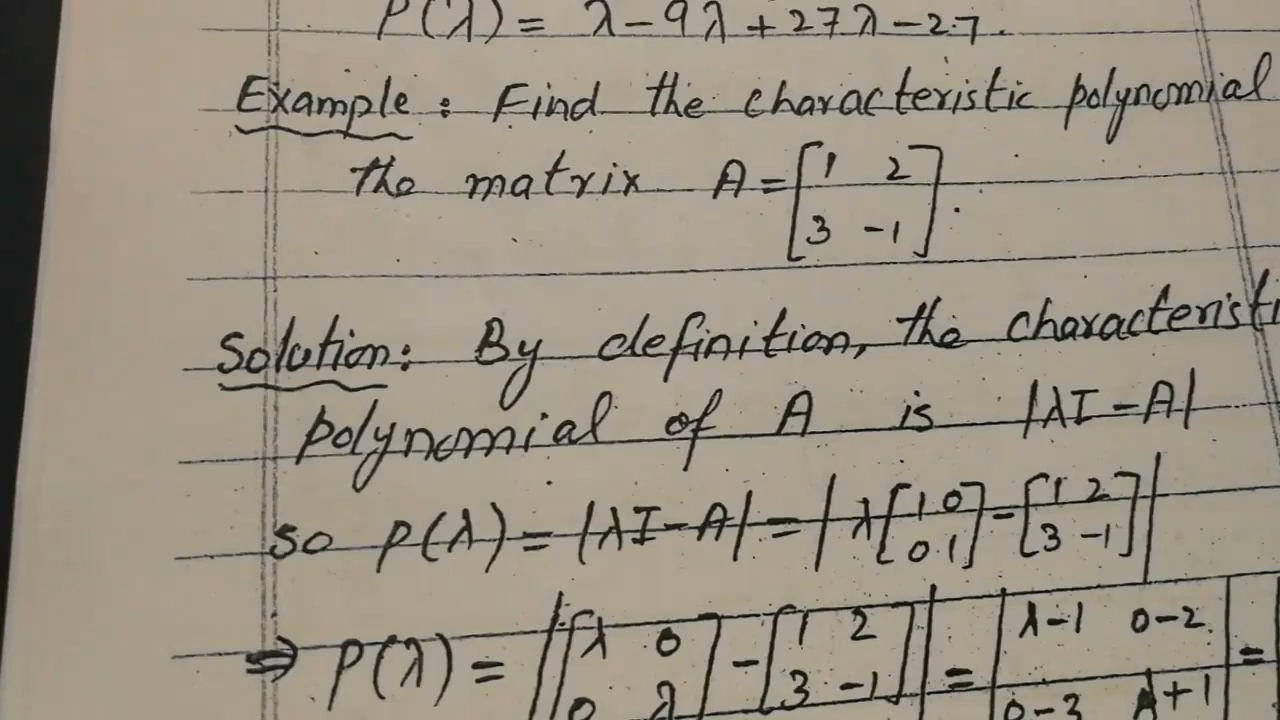 P(λ) = λ - 9λ + 27λ - 27.
Example: Find the characteristic polynomial
the matrix A = [1 2
3 -1].
Solution: By definition, the characteristi
polynomial of A is |λI - A|
so P(λ) = |λI - A| = |λ[1 0 0 1] - [1 2 3 -1]|
⇒ P(λ) = |[λ 0 0 λ] - [1 2 3 -1]| = |λ-1 0-2 0-3 λ+1| =